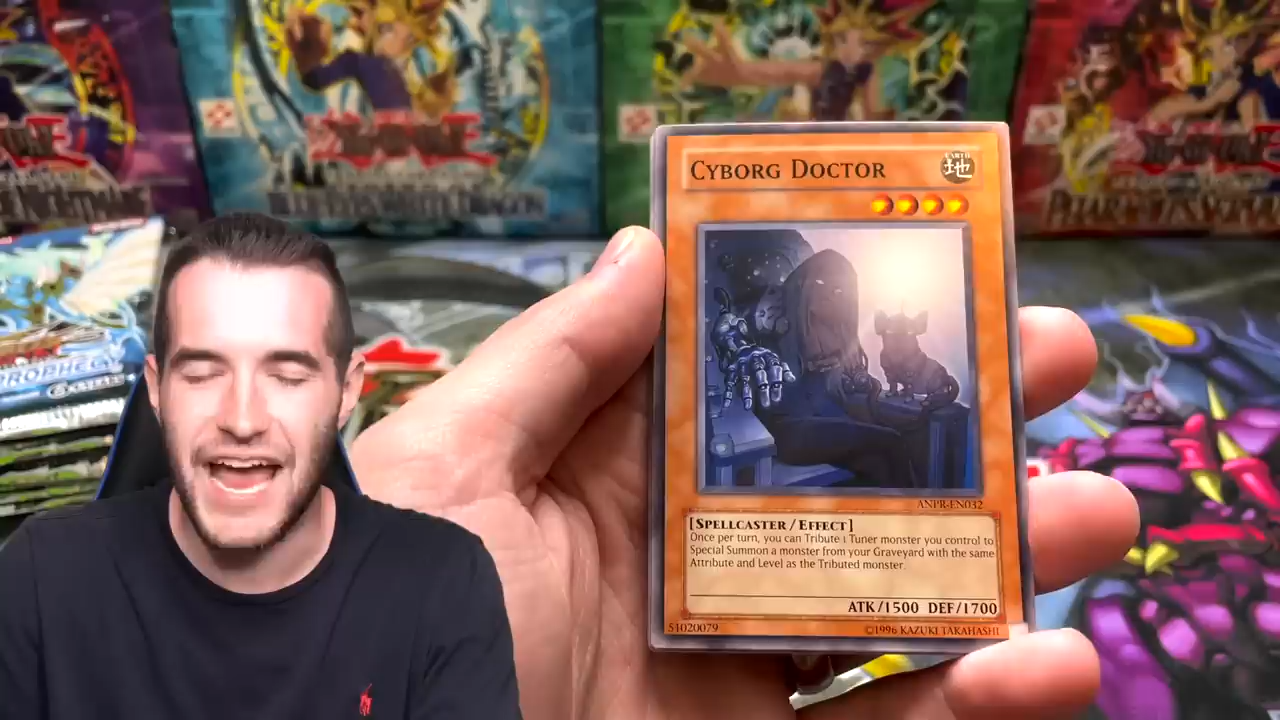 Cyborg Doctor
EARTH
地
ANPR-EN032
[Spellcaster / Effect]
Once per turn, you can Tribute 1 Tuner monster you control to
Special Summon a monster from your Graveyard with the same
Attribute and Level as the Tributed monster.
ATK/1500 DEF/1700
51020079
©1996 KAZUKI TAKAHASHI
PROPHECY